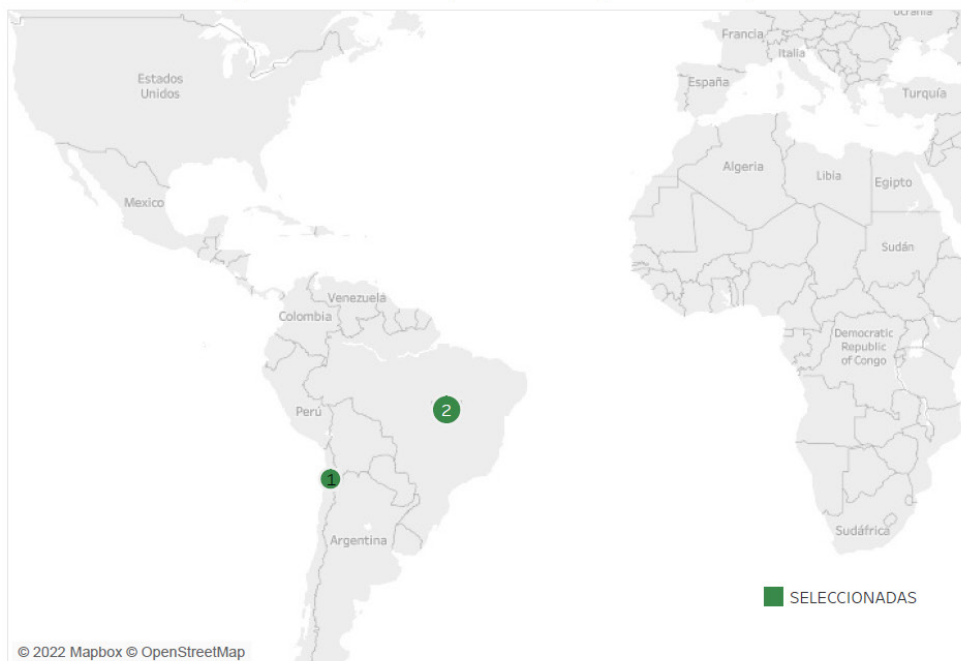 Ucrania
Francia
Italia
Estados
Unidos
España
Turquía
Algeria
Libia
Egipto
Mexico
Sudán
Venezuela
Colombia
Democratic
Republic
of Congo
2
Perú
1
Sudáfrica
Argentina
SELECCIONADAS
© 2022 Mapbox © OpenStreetMap